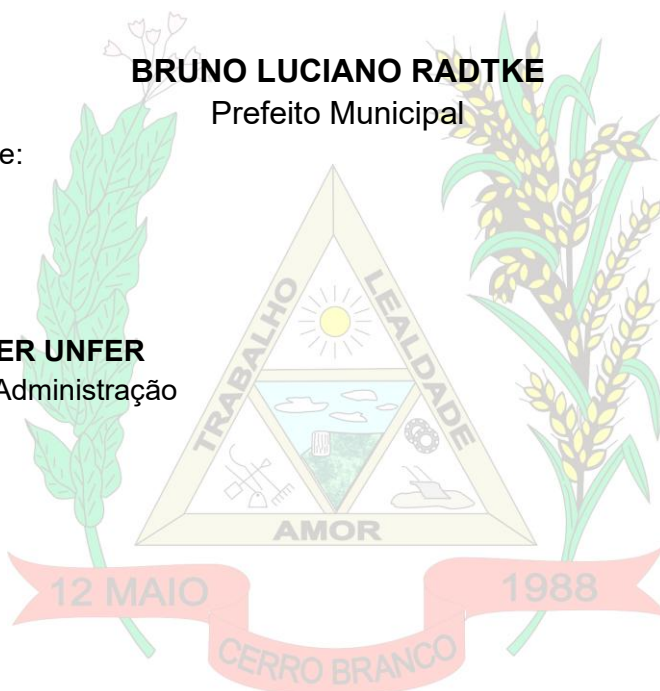 BRUNO LUCIANO RADTKE
Prefeito Municipal
e:
ER UNFER
Administração
TRABALHO
LEALDADE
AMOR
12 MAIO
1988
CERRO BRANCO